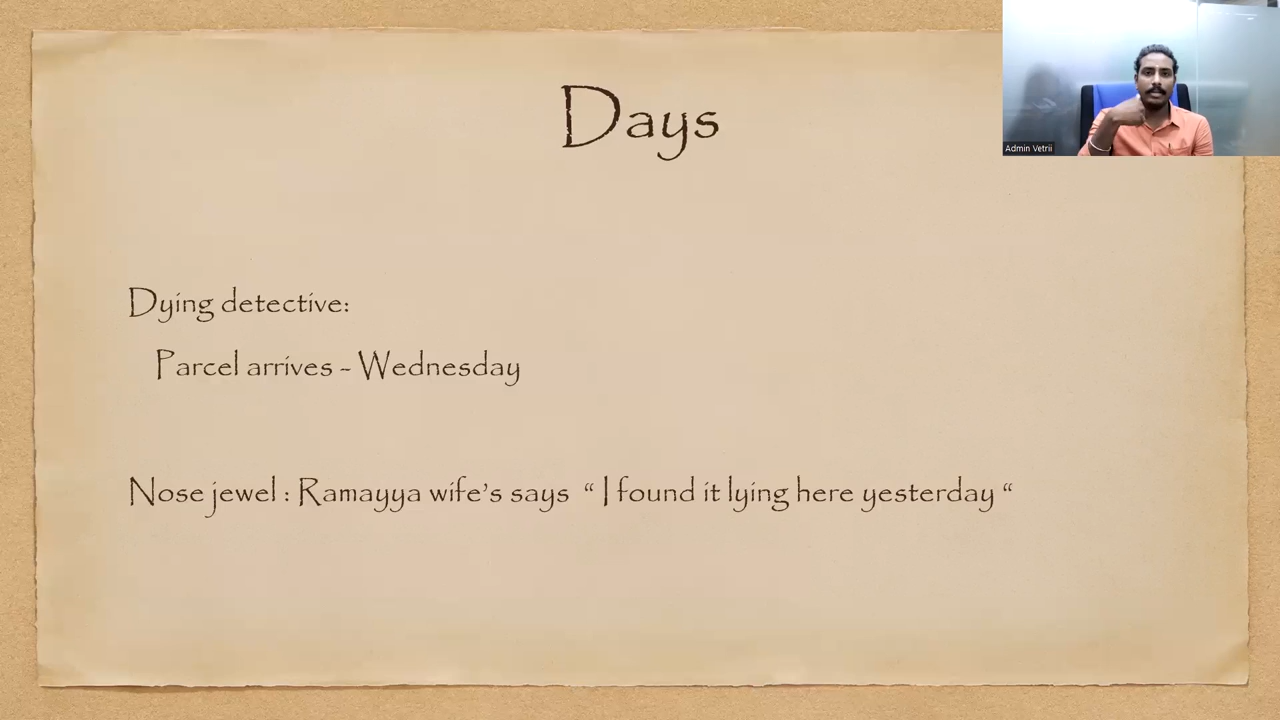 Days
Admin Vetrii
Dying detective:
Parcel arrives - Wednesday
Nose jewel : Ramayya wife’s says “ I found it lying here yesterday “